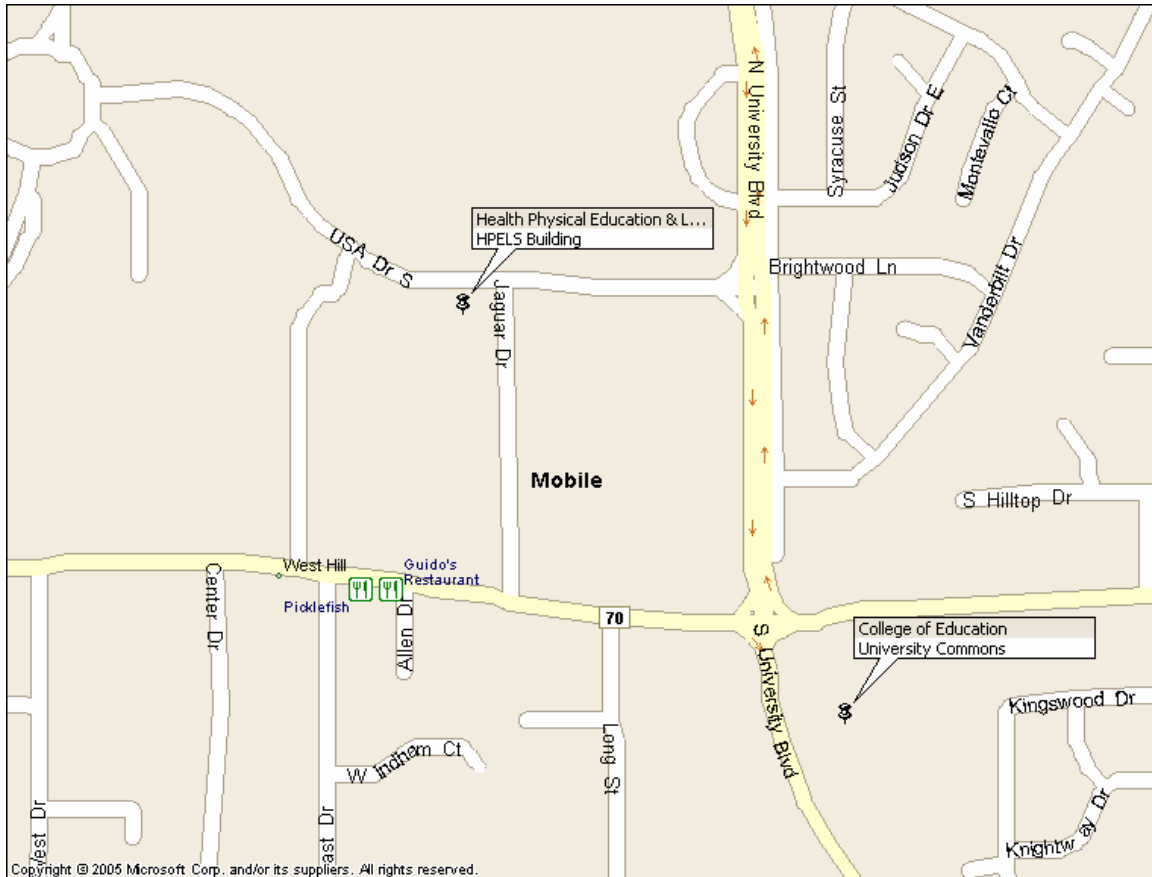 N University Blvd
Syracuse St
Judson Dr E
Montevallo Ct
Health Physical Education & L...
HPELS Building
USA Dr S
Brightwood Ln
Vanderbilt Dr
Jaguar Dr
Mobile
S Hilltop Dr
West Hill
Guido's
Restaurant
Picklefish
Center Dr
Allen Dr
70
College of Education
University Commons
S University Blvd
Kingswood Dr
W Indham Ct
Long St
West Dr
East Dr
Knightway Dr
Copyright © 2005 Microsoft Corp. and/or its suppliers. All rights reserved.